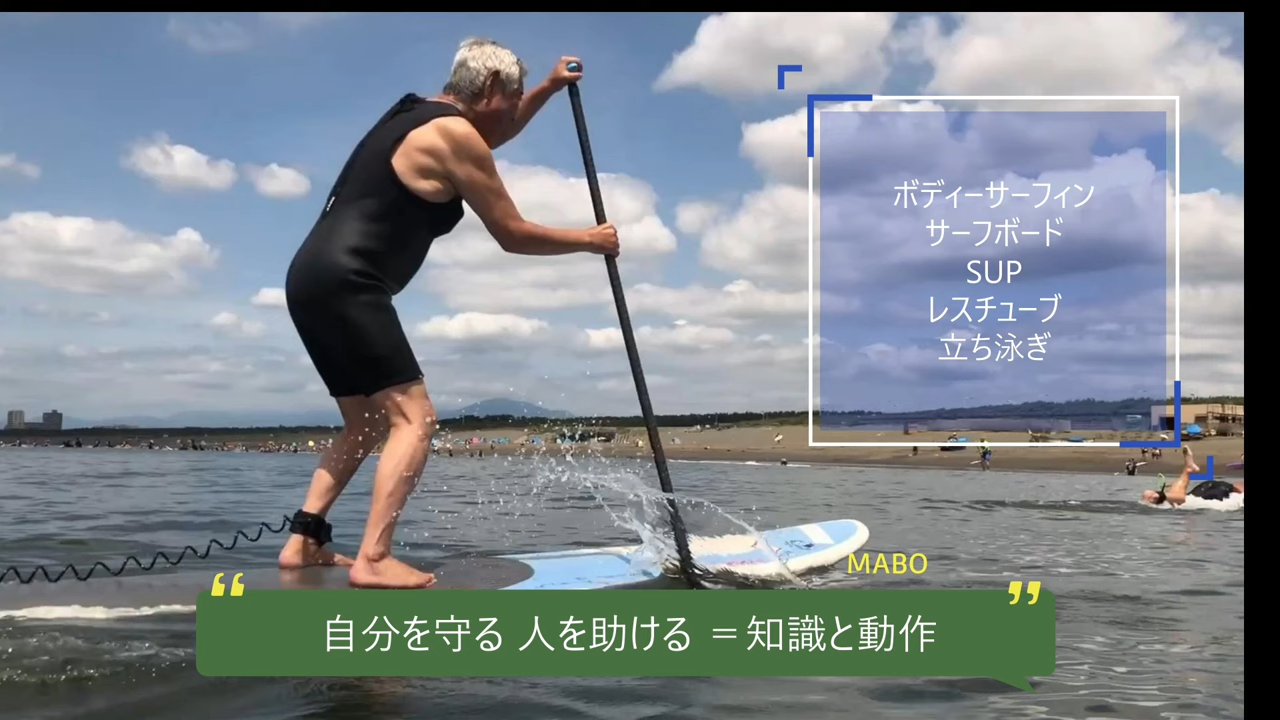 ボディーサーフィン
サーフボード
SUP
レスチューブ
立ち泳ぎ
MABO
“ ”
自分を守る 人を助ける ＝知識と動作